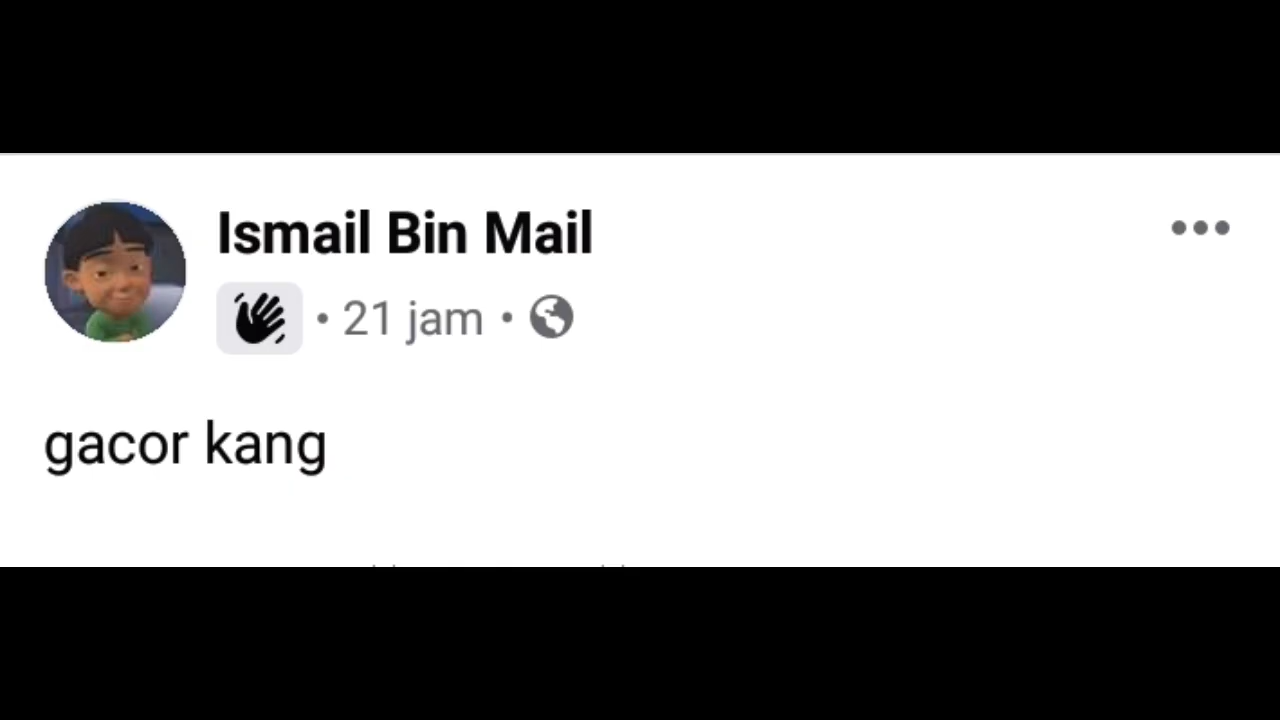 Ismail Bin Mail
• 21 jam •
gacor kang